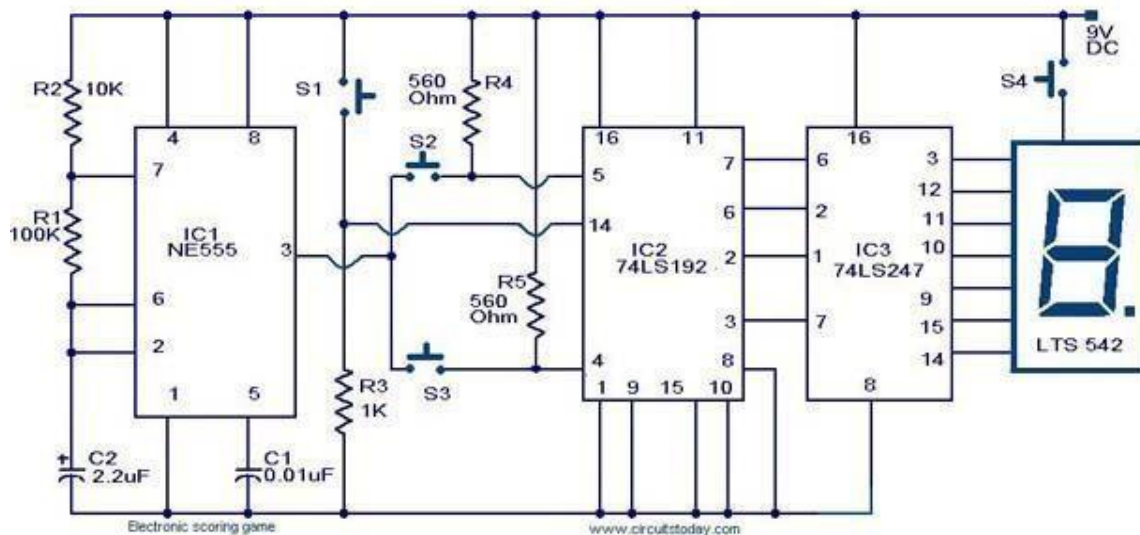 9V
DC
R2
10K
S1
560
Ohm
R4
S4
S2
4
8
16
11
16
7
5
7
6
3
12
R1
100K
IC1
NE555
3
14
6
2
11
IC2
74LS192
2
1
IC3
74LS247
10
R5
560
Ohm
6
9
3
7
15
2
S3
4
8
14
LTS 542
R3
1K
1
5
1
9
15
10
8
+
C2
2.2uF
C1
0.01uF
Electronic scoring game
www.circuitstoday.com